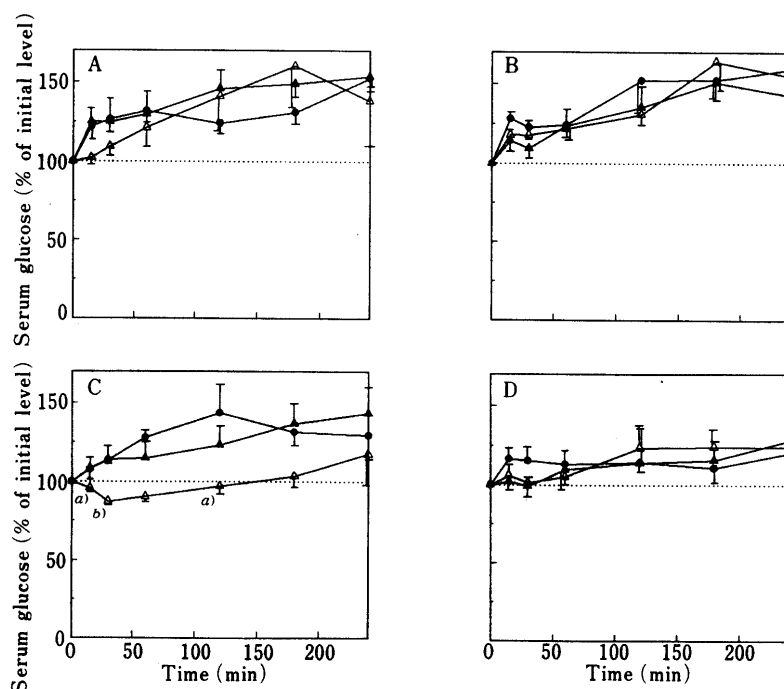 A
B
Serum glucose (% of initial level)
150
100
50
0
C
D
Serum glucose (% of initial level)
150
100
50
0
a)
b)
a)
0 50 100 150 200
Time (min)
0 50 100 150 200
Time (min)